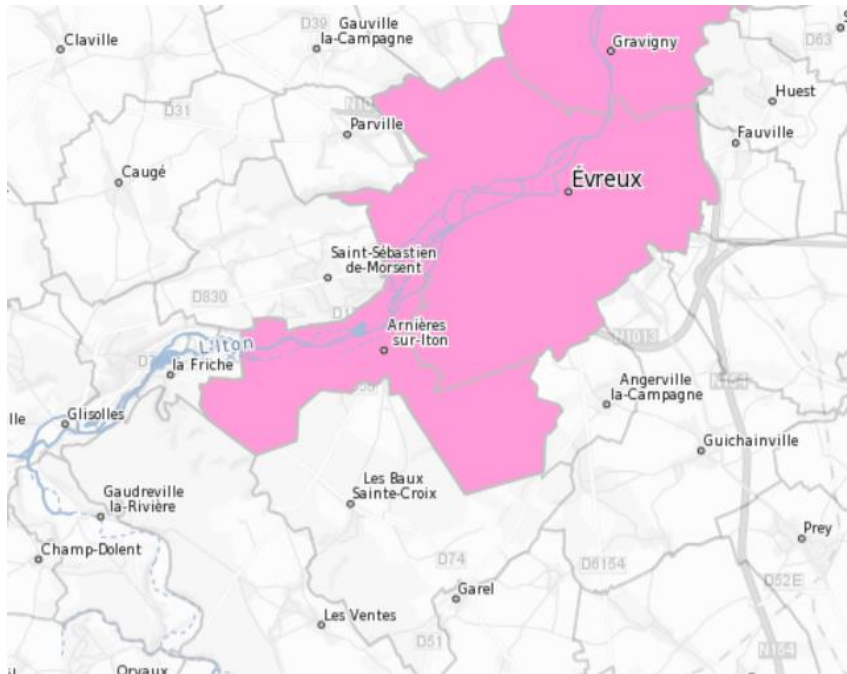 D39
Gauville
la-Campagne
D63
Claville
Gravigny
Huest
D31
Parville
Fauville
Caugé
Évreux
Saint-Sébastien
de-Morsent
D830
L'Iton
Arnières
sur-Iton
N1013
la Friche
Angerville
la-Campagne
N154
Glisolles
Guichainville
Les Baux
Sainte-Croix
Gaudreville
la-Rivière
Prey
Champ-Dolent
D74
D6154
D52E
Garel
Les Ventes
D51
N154
Orvaux